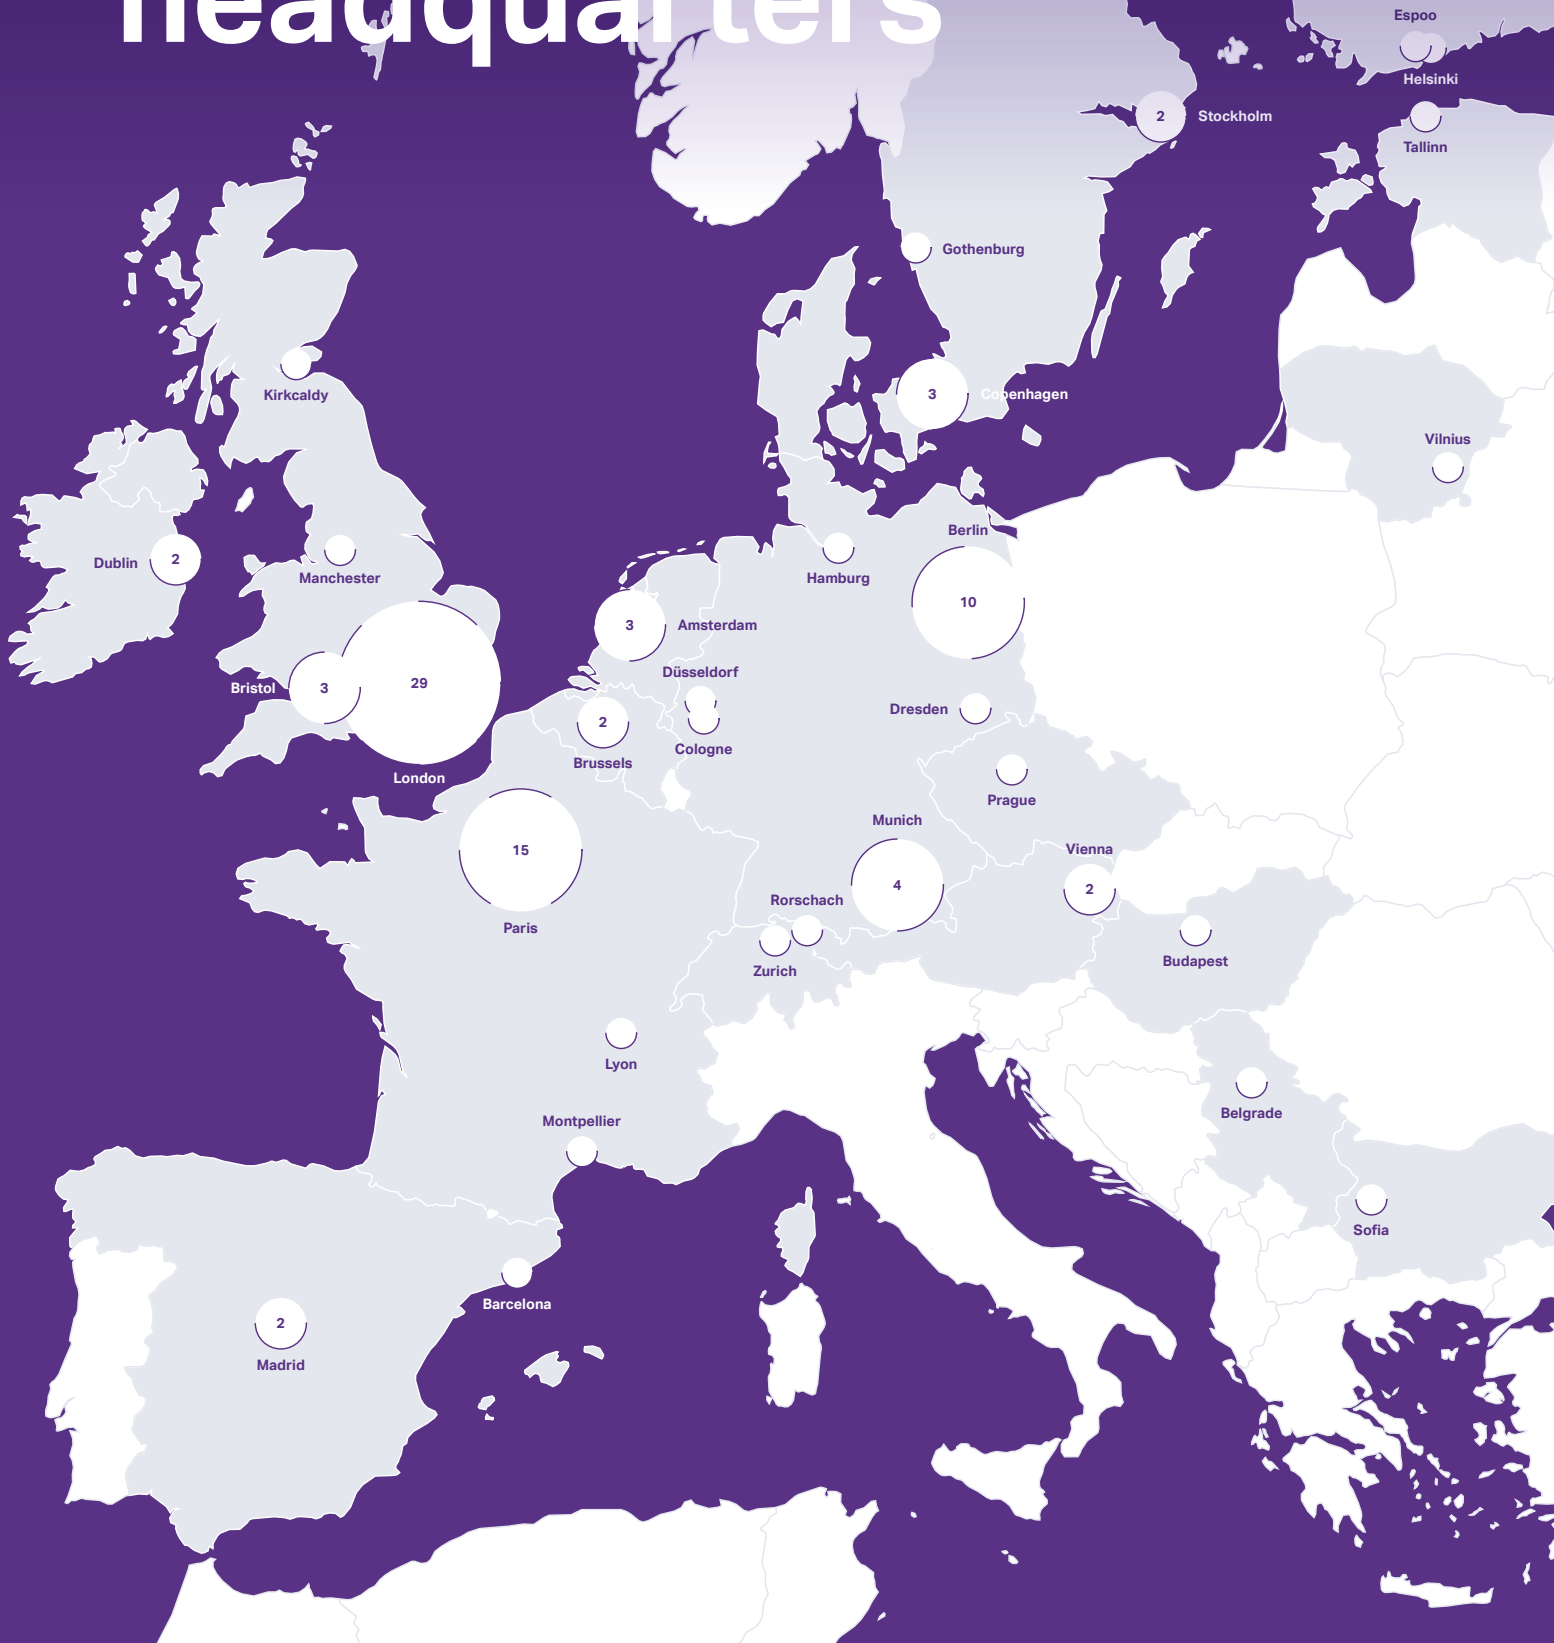 headquarters
Espoo
Helsinki
2 Stockholm
Tallinn
Gothenburg
Kirkcaldy
3 Copenhagen
Vilnius
Berlin
10
Dublin 2
Manchester
Hamburg
3 Amsterdam
Düsseldorf
Bristol 3
29
London
Dresden
2
Brussels
Cologne
Prague
Munich
4
15
Paris
Vienna
2
Rorschach
Zurich
Budapest
Lyon
Belgrade
Montpellier
Sofia
Barcelona
2
Madrid